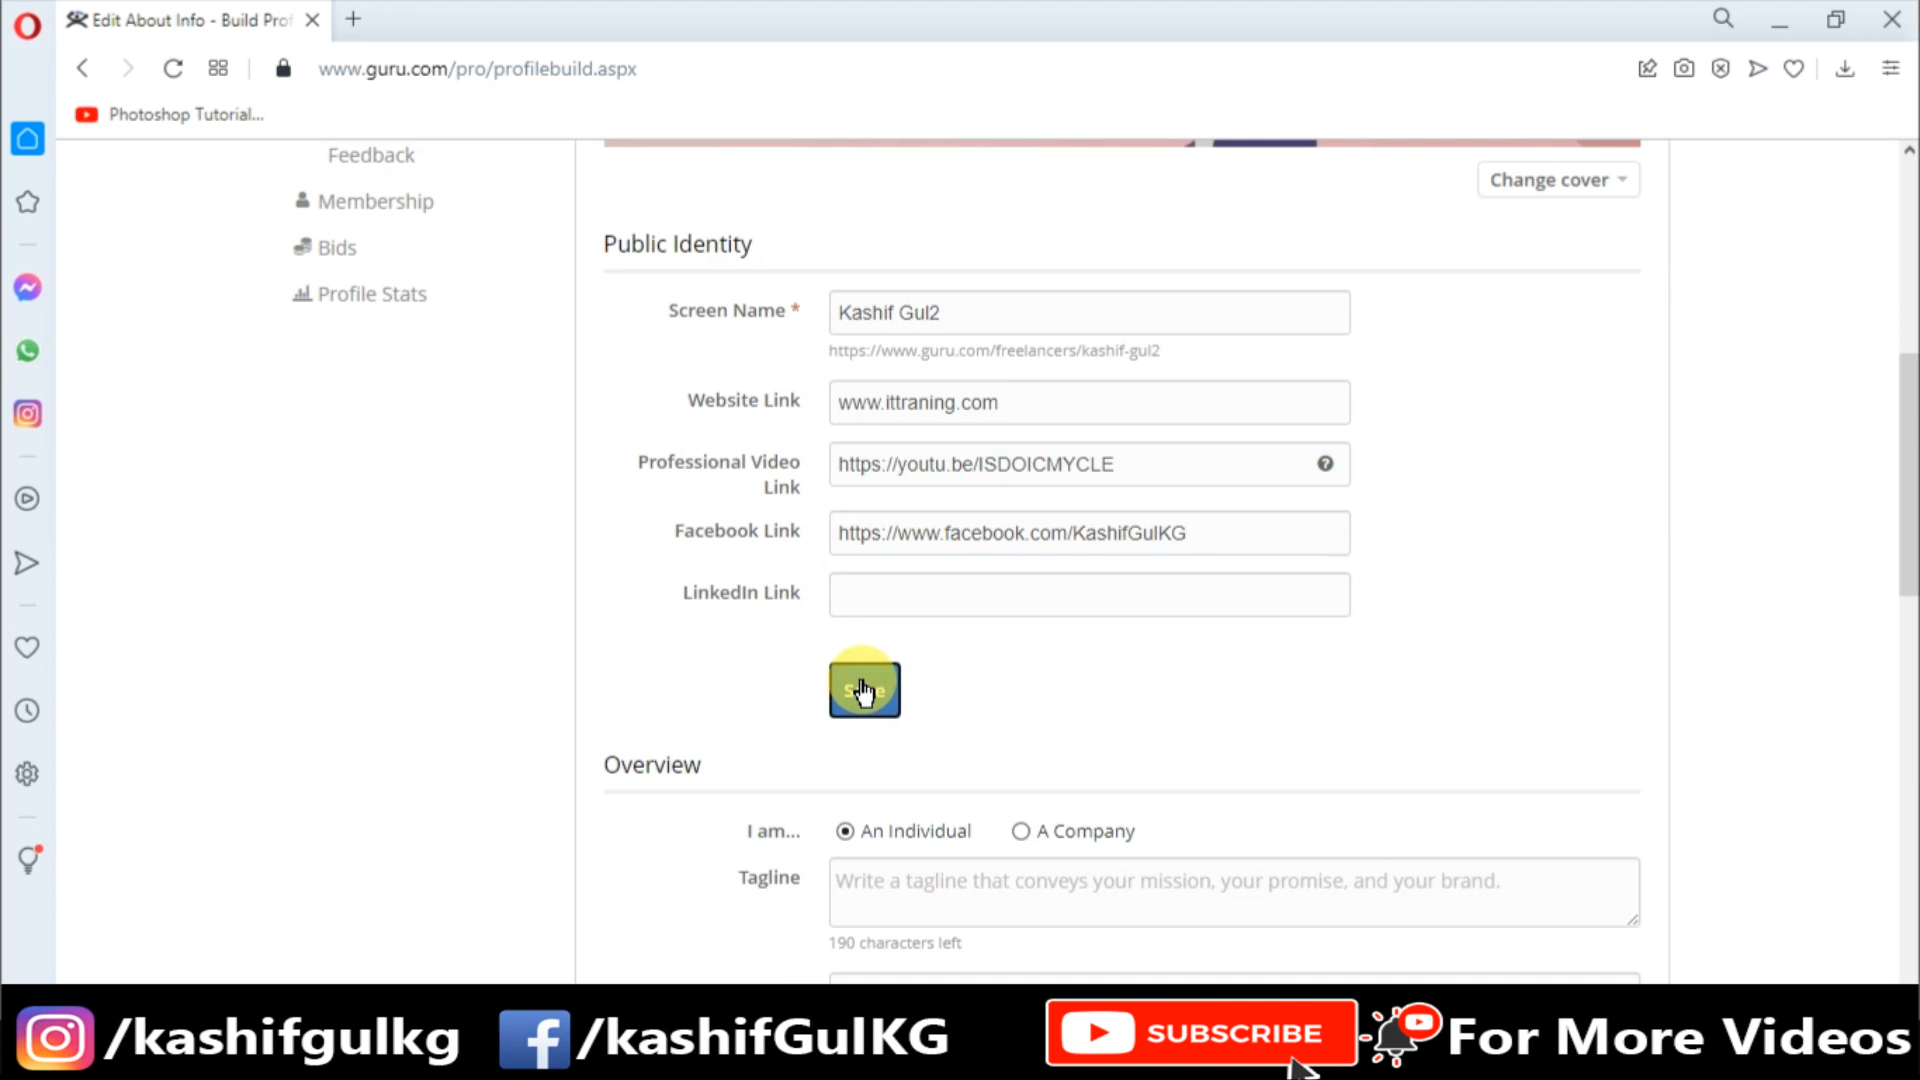 Edit About Info - Build Prof
www.guru.com/pro/profilebuild.aspx
Photoshop Tutorial...
Feedback
Membership
Bids
Profile Stats
Change cover
Public Identity
Screen Name *
Kashif Gul2
https://www.guru.com/freelancers/kashif-gul2
Website Link
www.ittraning.com
Professional Video
Link
https://youtu.be/ISDOICMYCLE
Facebook Link
https://www.facebook.com/KashifGulKG
LinkedIn Link
Save
Overview
I am...
An Individual
A Company
Tagline
Write a tagline that conveys your mission, your promise, and your brand.
190 characters left
/kashifgulkg
/kashifGulKG
SUBSCRIBE
For More Videos